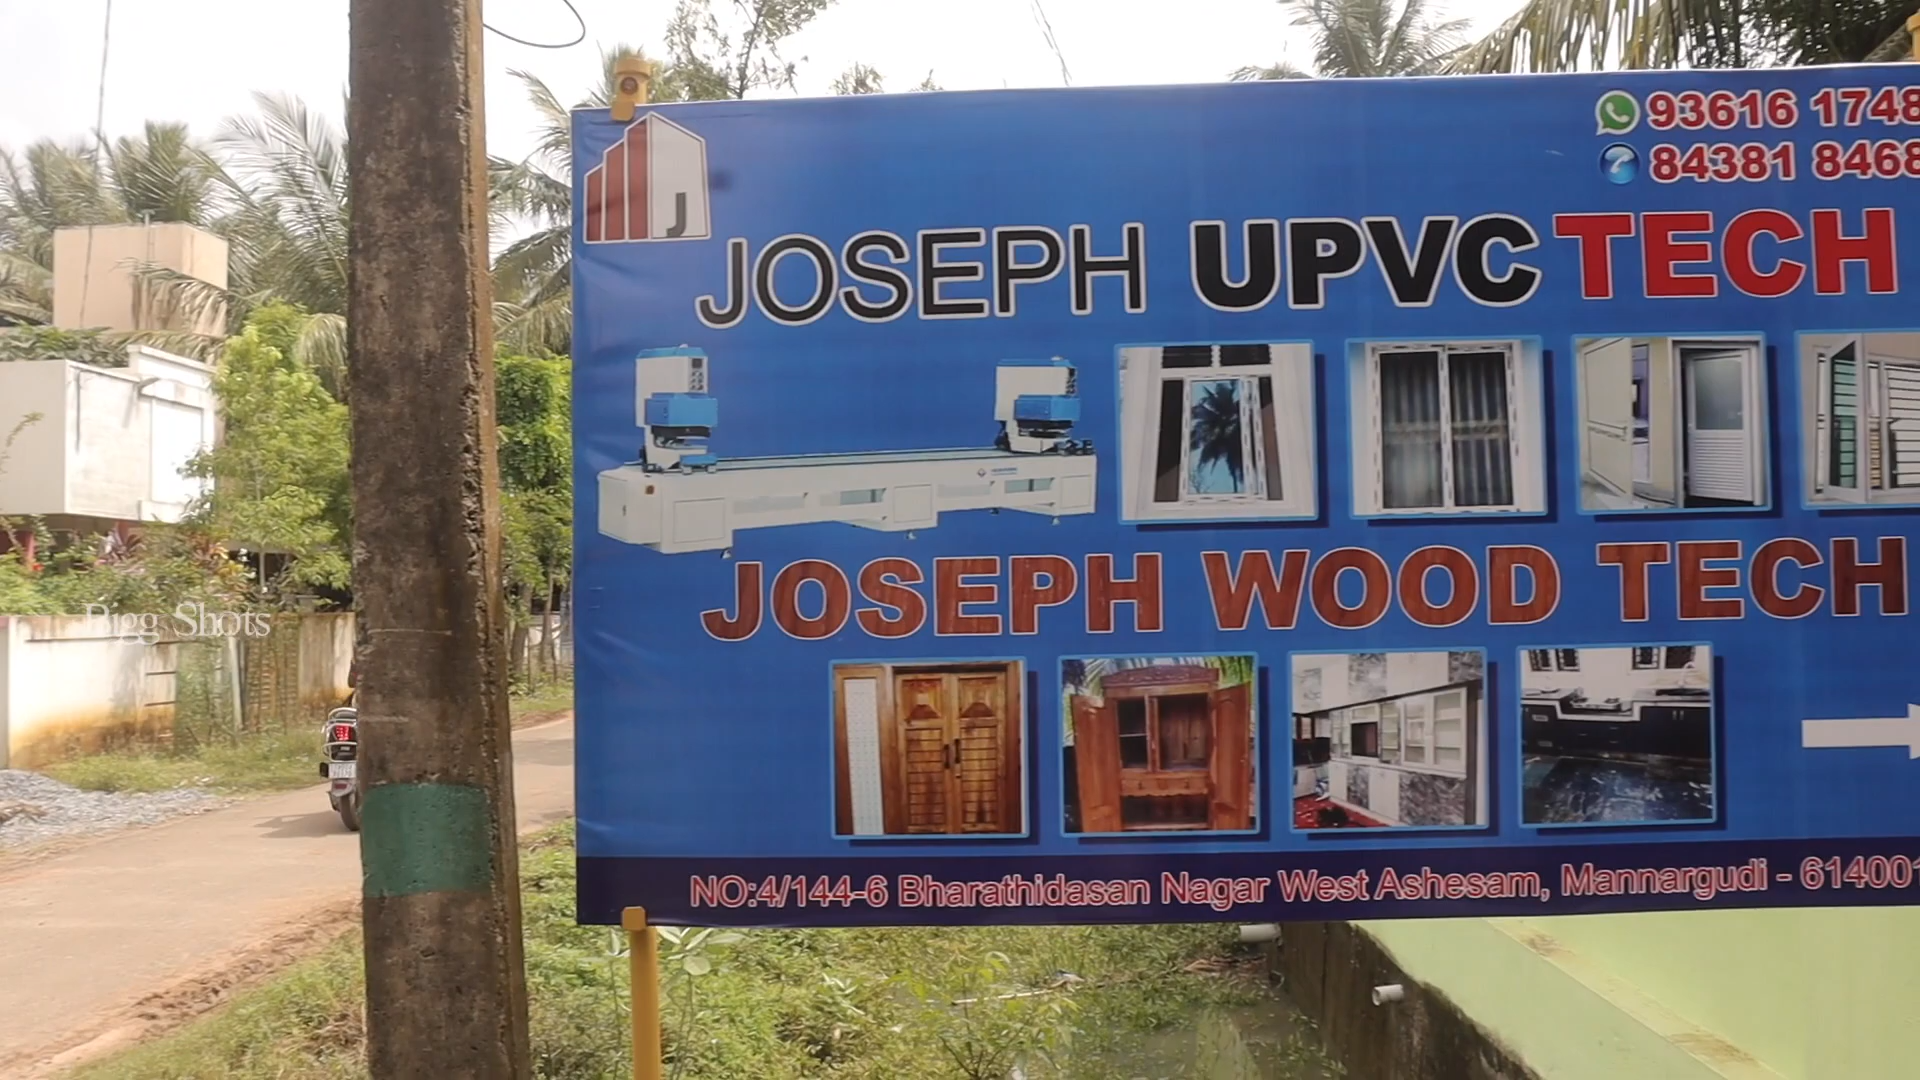 93616 1748
84381 8468
J
JOSEPH UPVC TECH
JOSEPH WOOD TECH
Bigg Shots
NO:4/144-6 Bharathidasan Nagar West Ashesam, Mannargudi - 614001